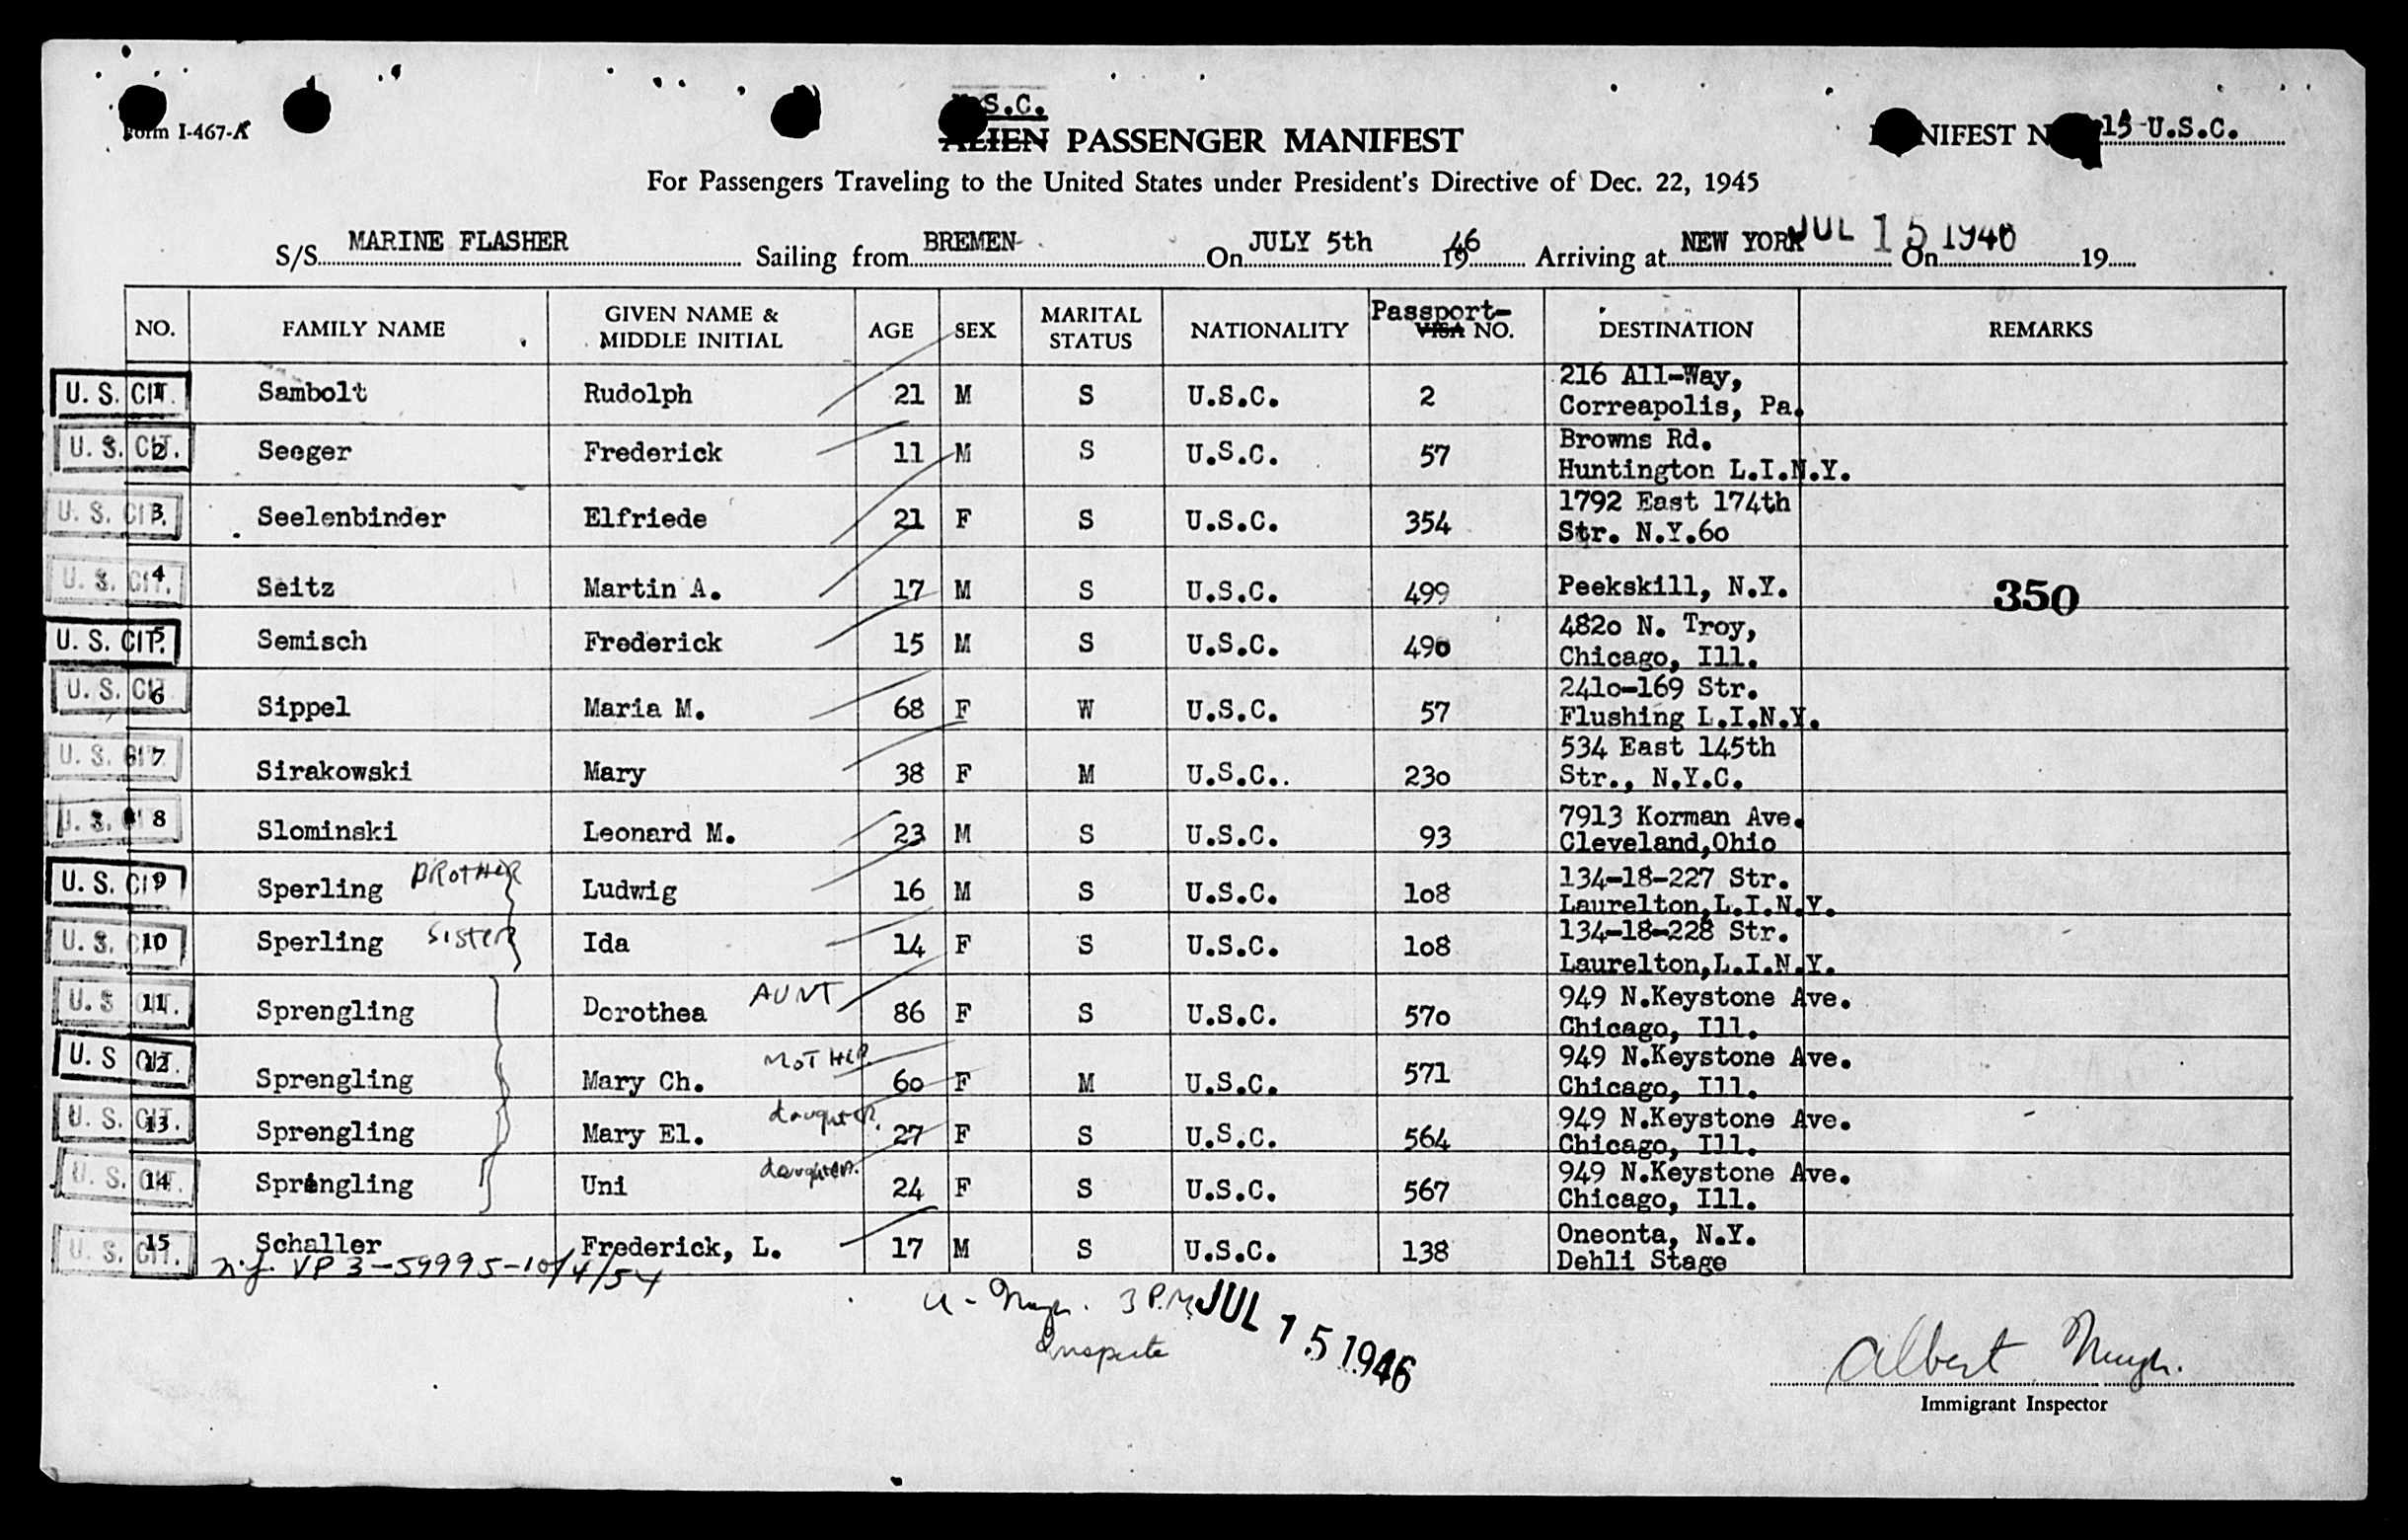 S.C.
Form I-467-A
ALIEN PASSENGER MANIFEST
MANIFEST NO. 13 U.S.C.
For Passengers Traveling to the United States under President's Directive of Dec. 22, 1945
S/S MARINE FLASHER Sailing from BREMEN On JULY 5th 1946 Arriving at NEW YORK On JUL 15 1946 19
NO. FAMILY NAME GIVEN NAME & MIDDLE INITIAL AGE SEX MARITAL STATUS NATIONALITY Passport- VISA NO. DESTINATION REMARKS
U. S. CIT. 1 Sambolt Rudolph 21 M S U.S.C. 2 216 All-Way,
Correapolis, Pa.
U. S. CIT. 2 Seeger Frederick 11 M S U.S.C. 57 Browns Rd.
Huntington L.I.N.Y.
U. S. CIT. 3 Seelenbinder Elfriede 21 F S U.S.C. 354 1792 East 174th
Str. N.Y.60
U. S. CIT. 4 Seitz Martin A. 17 M S U.S.C. 499 Peekskill, N.Y. 350
U. S. CIT. 5 Semisch Frederick 15 M S U.S.C. 490 4820 N. Troy,
Chicago, Ill.
U. S. CIT. 6 Sippel Maria M. 68 F W U.S.C. 57 2410-169 Str.
Flushing L.I.N.Y.
U. S. CIT. 7 Sirakowski Mary 38 F M U.S.C.. 230 534 East 145th
Str., N.Y.C.
U. S. CIT. 8 Slominski Leonard M. 23 M S U.S.C. 93 7913 Korman Ave.
Cleveland,Ohio
U. S. CIT. 9 Sperling BROTHER Ludwig 16 M S U.S.C. 108 134-18-227 Str.
Laurelton,L.I.N.Y.
U. S. CIT. 10 Sperling SISTER Ida 14 F S U.S.C. 108 134-18-228 Str.
Laurelton,L.I.N.Y.
U. S. CIT. 11 Sprengling Dorothea AUNT 86 F S U.S.C. 570 949 N.Keystone Ave.
Chicago, Ill.
U. S. CIT. 12 Sprengling Mary Ch. MOTHER 60 F M U.S.C. 571 949 N.Keystone Ave.
Chicago, Ill.
U. S. CIT. 13 Sprengling Mary El. daughter. 27 F S U.S.C. 564 949 N.Keystone Ave.
Chicago, Ill.
U. S. CIT. 14 Sprengling Uni daughter. 24 F S U.S.C. 567 949 N.Keystone Ave.
Chicago, Ill.
U. S. CIT. 15 Schaller Frederick, L. 17 M S U.S.C. 138 Oneonta, N.Y.
Dehli Stage
n.y. VP 3-59995-10/4/54
3 P.M. JUL 15 1946
Albert
Immigrant Inspector